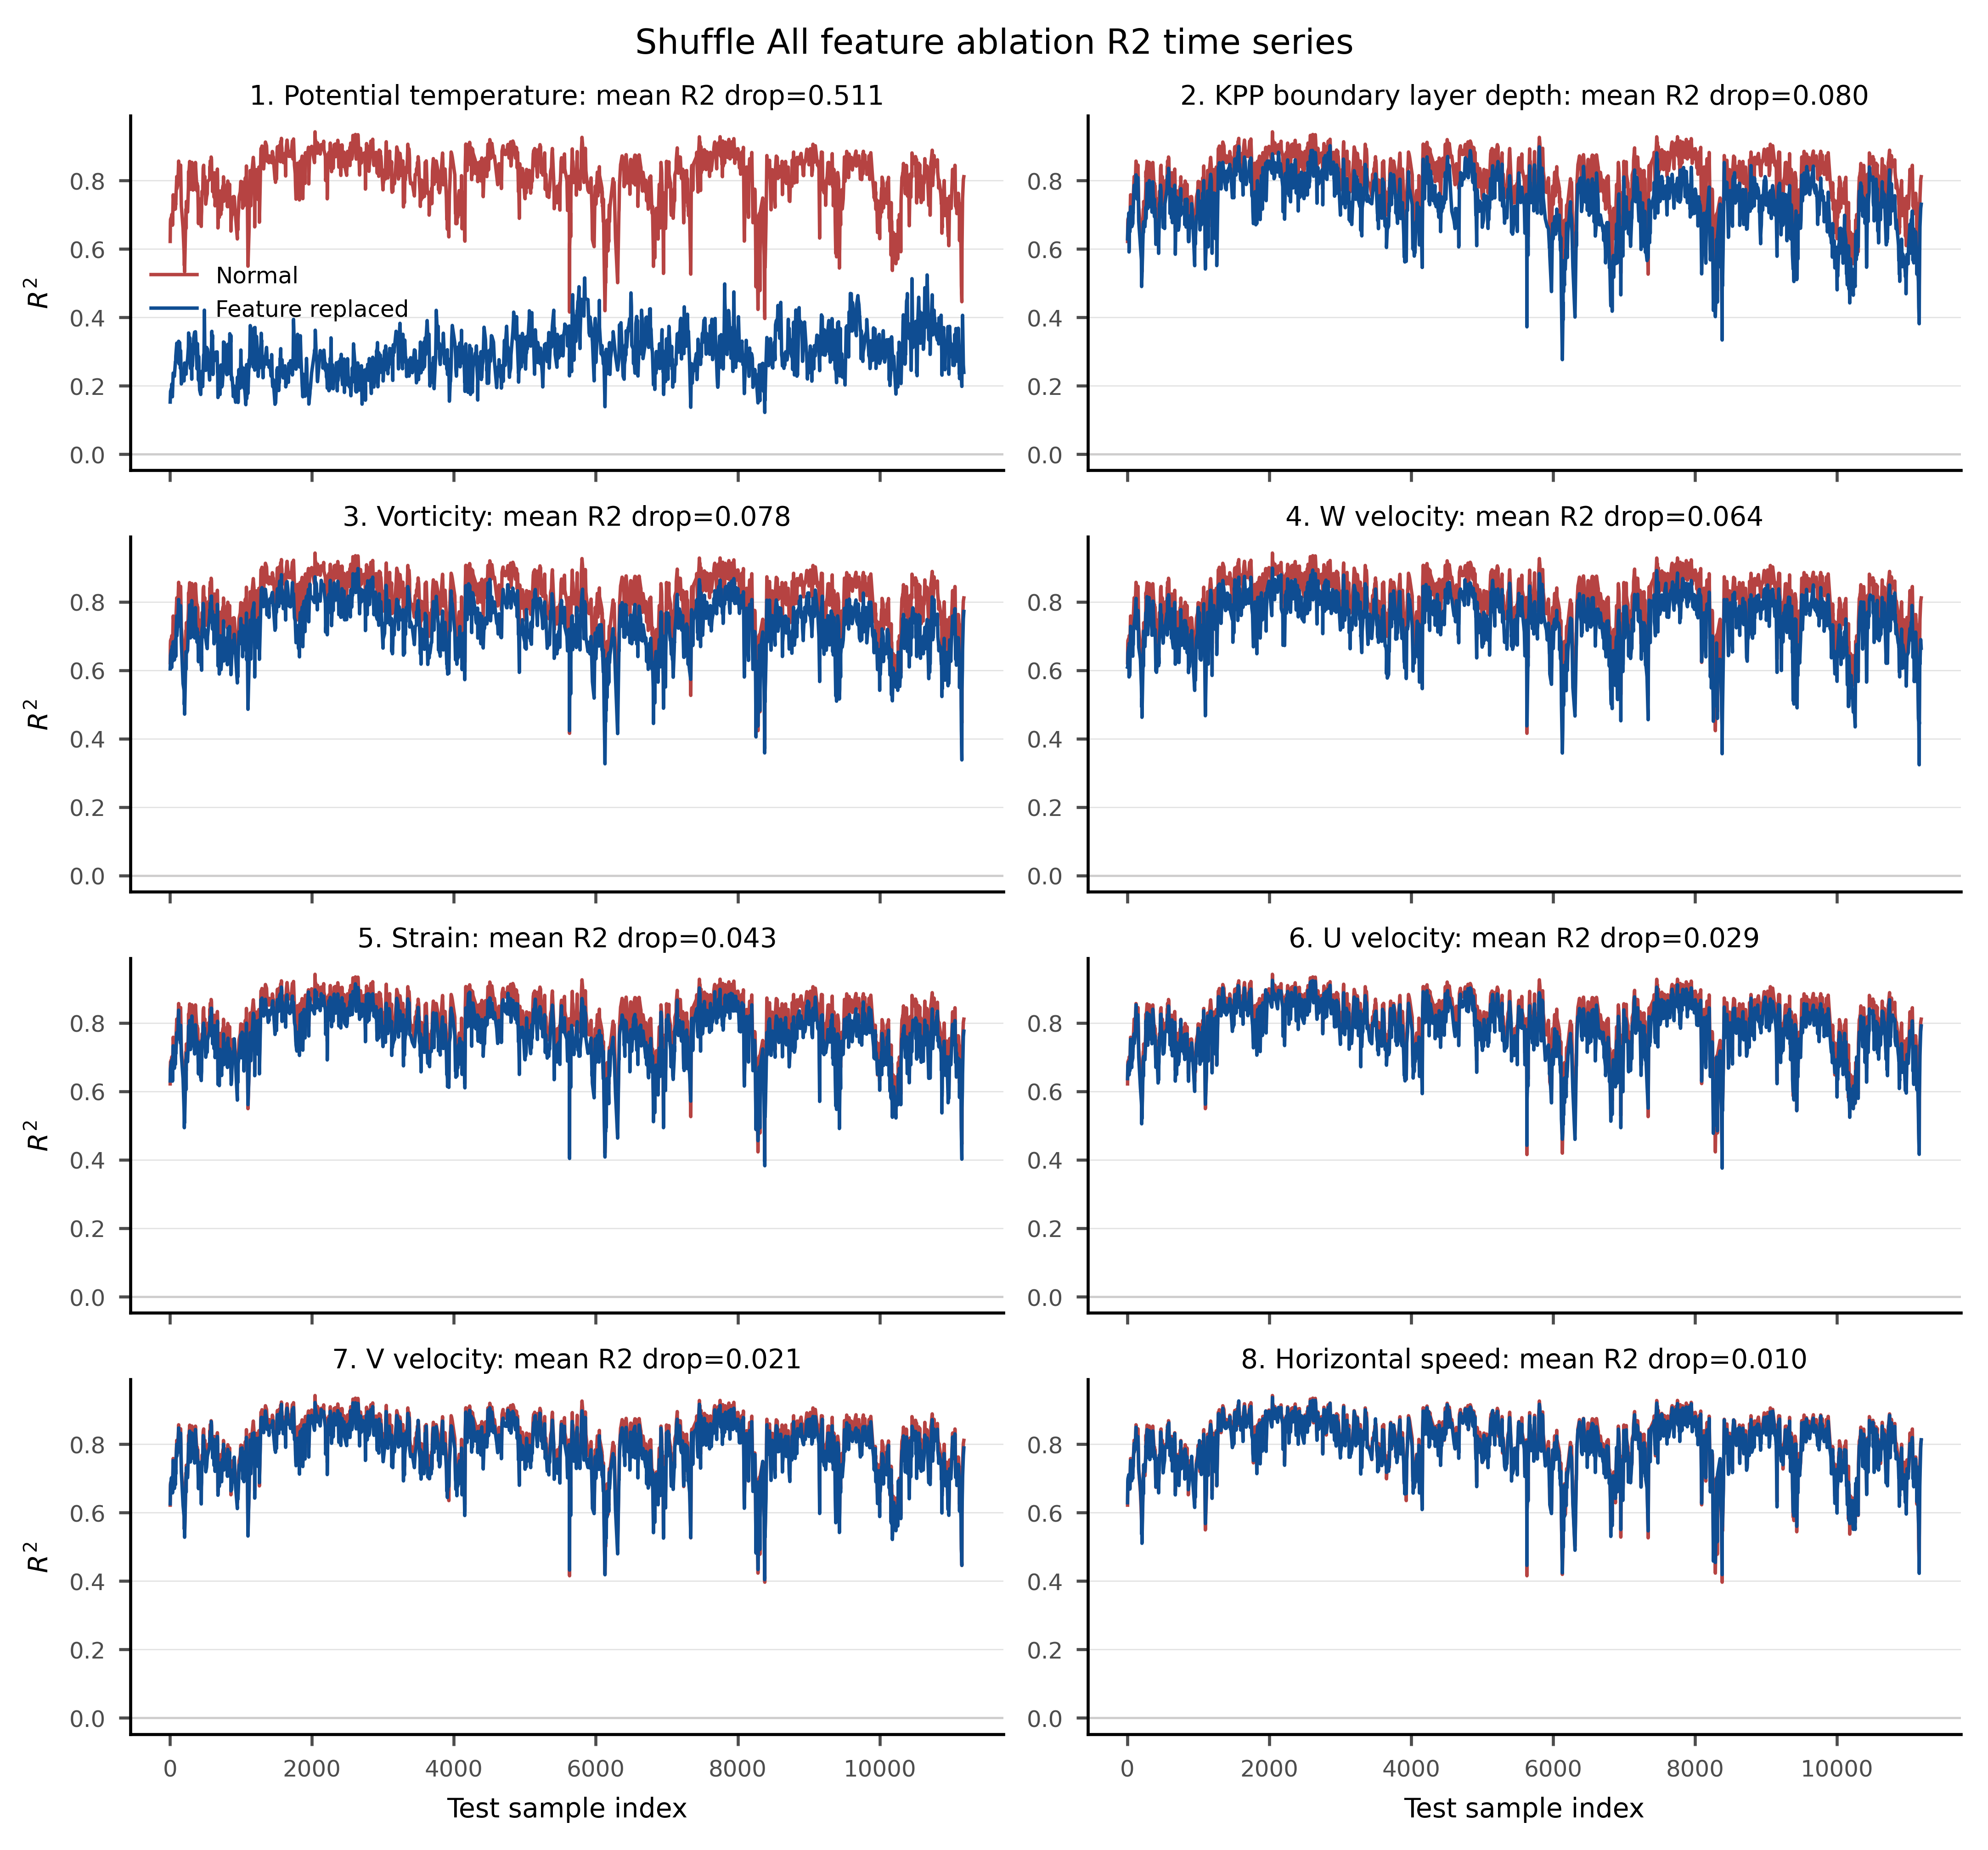 Shuffle All feature ablation R2 time series
1. Potential temperature: mean R2 drop=0.511
R²
0.8
0.6
0.4
0.2
0.0
Normal
Feature replaced
2. KPP boundary layer depth: mean R2 drop=0.080
0.8
0.6
0.4
0.2
0.0
3. Vorticity: mean R2 drop=0.078
R²
0.8
0.6
0.4
0.2
0.0
4. W velocity: mean R2 drop=0.064
0.8
0.6
0.4
0.2
0.0
5. Strain: mean R2 drop=0.043
R²
0.8
0.6
0.4
0.2
0.0
6. U velocity: mean R2 drop=0.029
0.8
0.6
0.4
0.2
0.0
7. V velocity: mean R2 drop=0.021
R²
0.8
0.6
0.4
0.2
0.0
0 2000 4000 6000 8000 10000
Test sample index
8. Horizontal speed: mean R2 drop=0.010
0.8
0.6
0.4
0.2
0.0
0 2000 4000 6000 8000 10000
Test sample index